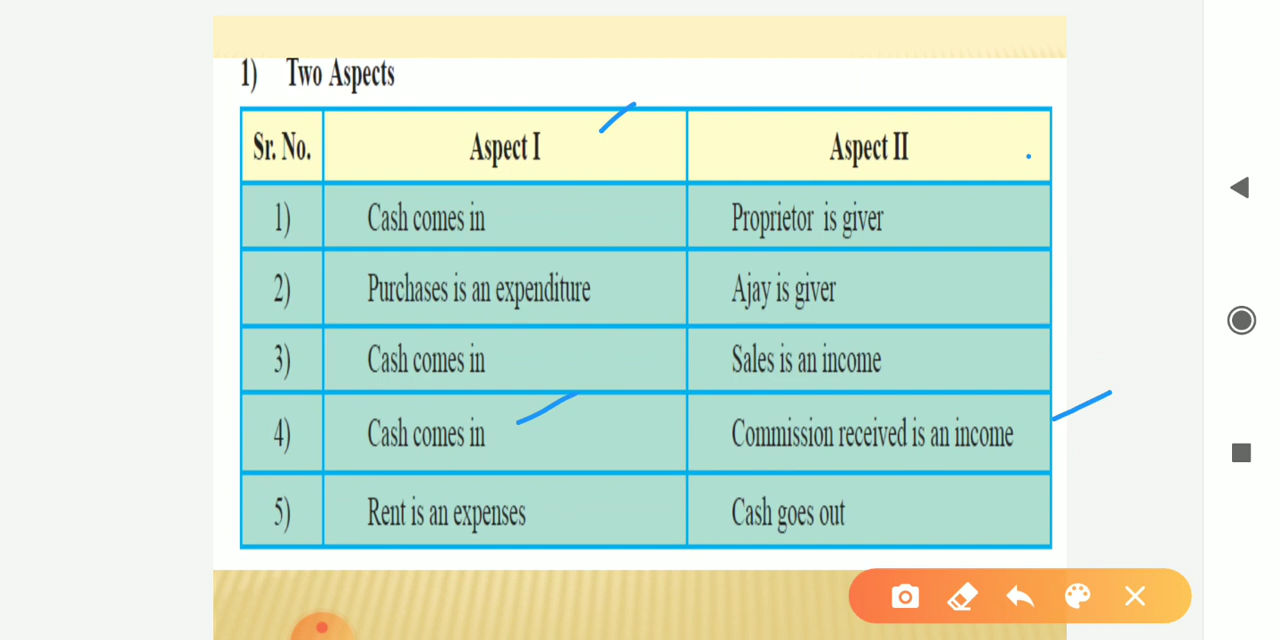 1) Two Aspects
Sr. No. Aspect I Aspect II
1) Cash comes in Proprietor is giver
2) Purchases is an expenditure Ajay is giver
3) Cash comes in Sales is an income
4) Cash comes in Commission received is an income
5) Rent is an expenses Cash goes out